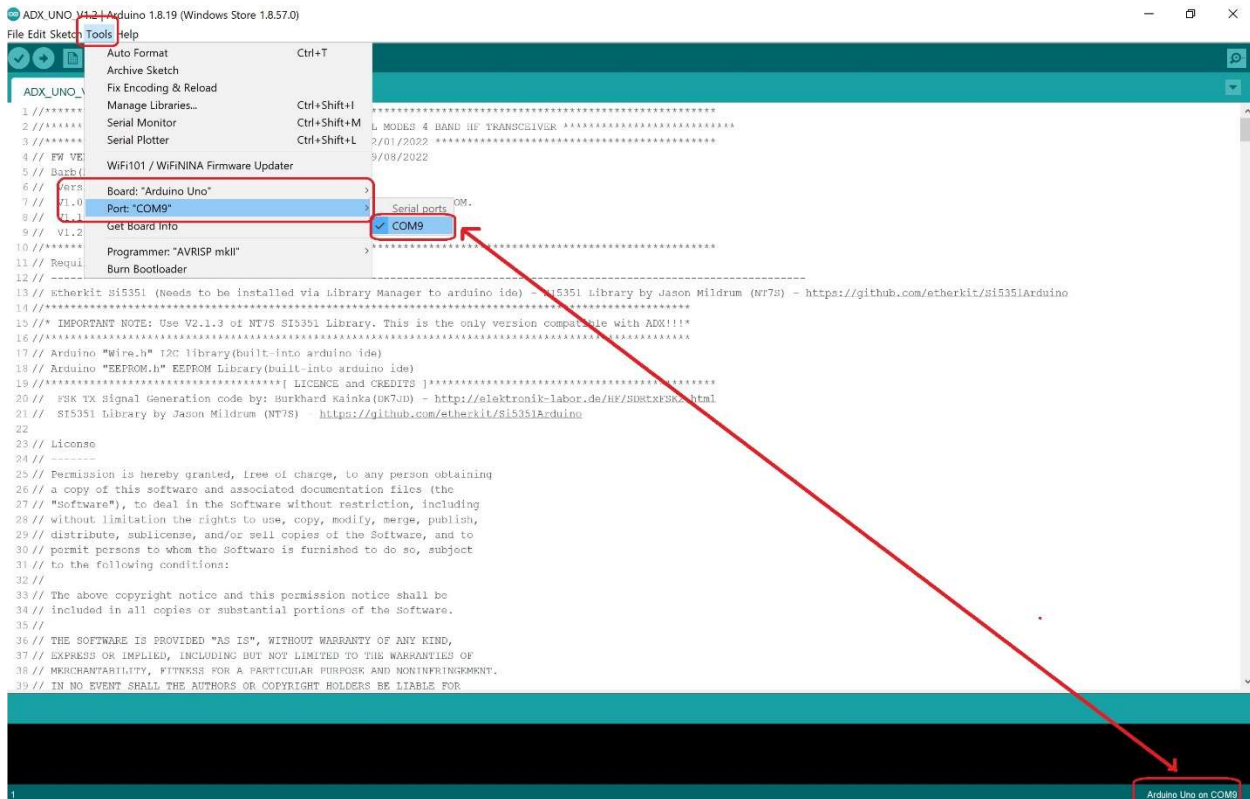 ADX_UNO_V1.2 | Arduino 1.8.19 (Windows Store 1.8.57.0)
File Edit Sketch Tools Help
ADX_UNO_V
Auto Format Ctrl+T
Archive Sketch
Fix Encoding & Reload
Manage Libraries... Ctrl+Shift+I
Serial Monitor Ctrl+Shift+M
Serial Plotter Ctrl+Shift+L
WiFi101 / WiFiNINA Firmware Updater
Board: "Arduino Uno"
Port: "COM9"
Get Board Info
Programmer: "AVRISP mkII"
Burn Bootloader
Serial ports
COM9
1 //****** ******************************************************
2 //****** L MODES 4 BAND HF TRANSCEIVER ***************************
3 //****** 2/01/2022 ********************************************
4 // FW VE 9/08/2022
5 // Barb(
6 // Vers
7 // V1.0 OM.
8 // V1.1
9 // V1.2
10 //***** ******************************************************
11 // Requi
12 // ----------------------------------------------------------------------------------------------------
13 // Etherkit Si5351 (Needs to be installed via Library Manager to arduino ide) - SI5351 Library by Jason Mildrum (NT7S) - https://github.com/etherkit/Si5351Arduino
14 //*****************************************************************************************************
15 //* IMPORTANT NOTE: Use V2.1.3 of NT7S SI5351 Library. This is the only version compatible with ADX!!!*
16 //*****************************************************************************************************
17 // Arduino "Wire.h" I2C library(built-into arduino ide)
18 // Arduino "EEPROM.h" EEPROM Library(built-into arduino ide)
19 //*************************************[ LICENCE and CREDITS ]*********************************************
20 // FSK TX Signal Generation code by: Burkhard Kainka(DK7JD) - http://elektronik-labor.de/HF/SDRtxFSK2.html
21 // SI5351 Library by Jason Mildrum (NT7S) - https://github.com/etherkit/Si5351Arduino
22
23 // License
24 // -------
25 // Permission is hereby granted, free of charge, to any person obtaining
26 // a copy of this software and associated documentation files (the
27 // "Software"), to deal in the Software without restriction, including
28 // without limitation the rights to use, copy, modify, merge, publish,
29 // distribute, sublicense, and/or sell copies of the Software, and to
30 // permit persons to whom the Software is furnished to do so, subject
31 // to the following conditions:
32 //
33 // The above copyright notice and this permission notice shall be
34 // included in all copies or substantial portions of the Software.
35 //
36 // THE SOFTWARE IS PROVIDED "AS IS", WITHOUT WARRANTY OF ANY KIND,
37 // EXPRESS OR IMPLIED, INCLUDING BUT NOT LIMITED TO THE WARRANTIES OF
38 // MERCHANTABILITY, FITNESS FOR A PARTICULAR PURPOSE AND NONINFRINGEMENT.
39 // IN NO EVENT SHALL THE AUTHORS OR COPYRIGHT HOLDERS BE LIABLE FOR
1
Arduino Uno on COM9